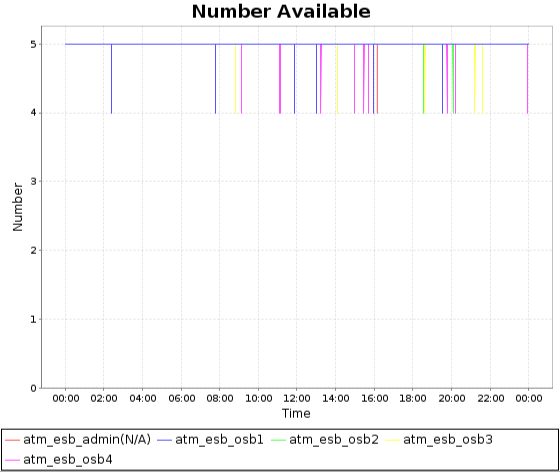 Number Available
5
4
3
2
1
0
Number
00:00 02:00 04:00 06:00 08:00 10:00 12:00 14:00 16:00 18:00 20:00 22:00 00:00
Time
atm_esb_admin(N/A) atm_esb_osb1 atm_esb_osb2 atm_esb_osb3
atm_esb_osb4